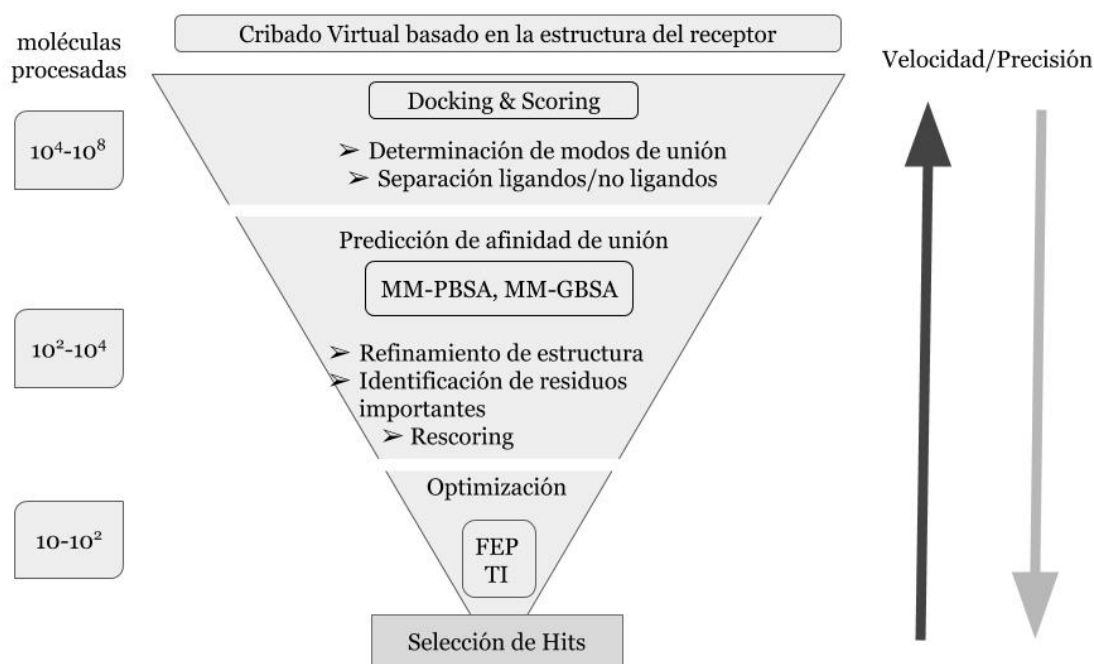 Cribado Virtual basado en la estructura del receptor
moléculas
procesadas
Velocidad/Precisión
Docking & Scoring
10⁴-10⁸
➢ Determinación de modos de unión
➢ Separación ligandos/no ligandos
Predicción de afinidad de unión
MM-PBSA, MM-GBSA
10²-10⁴
➢ Refinamiento de estructura
➢ Identificación de residuos
importantes
➢ Rescoring
Optimización
10-10²
FEP
TI
Selección de Hits